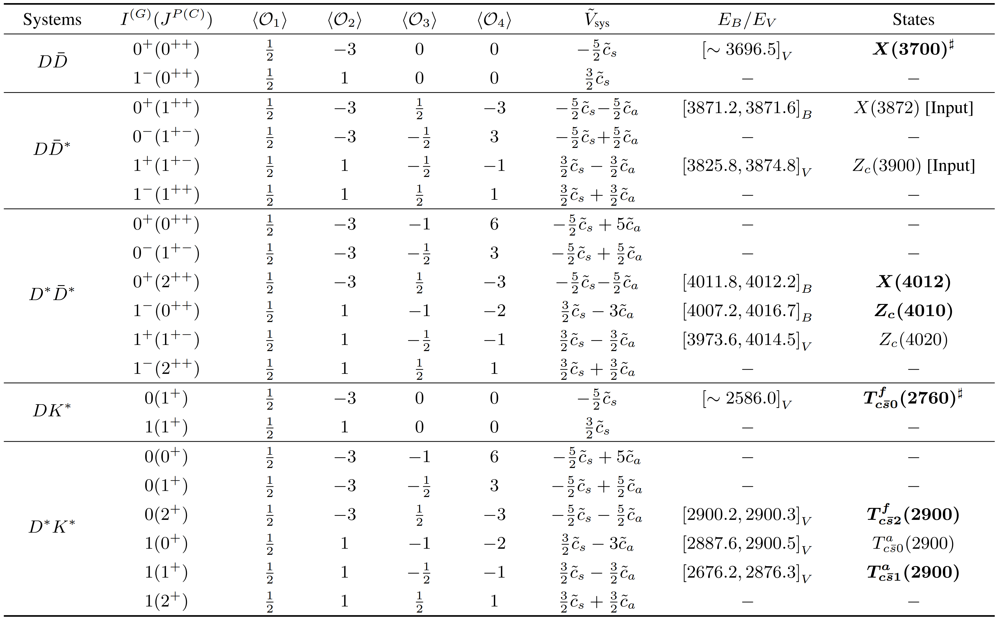 Systems $I^{(G)}(J^{P(C)})$ $\langle\mathcal{O}_1\rangle$ $\langle\mathcal{O}_2\rangle$ $\langle\mathcal{O}_3\rangle$ $\langle\mathcal{O}_4\rangle$ $\tilde{V}_{\text{sys}}$ $E_B/E_V$ States
$D\bar{D}$ $0^+(0^{++})$ $\frac{1}{2}$ $-3$ $0$ $0$ $-\frac{5}{2}\tilde{c}_s$ $[\sim 3696.5]_V$ $\boldsymbol{X(3700)}^\sharp$
$1^-(0^{++})$ $\frac{1}{2}$ $1$ $0$ $0$ $\frac{3}{2}\tilde{c}_s$ – –
$D\bar{D}^*$ $0^+(1^{++})$ $\frac{1}{2}$ $-3$ $\frac{1}{2}$ $-3$ $-\frac{5}{2}\tilde{c}_s-\frac{5}{2}\tilde{c}_a$ $[3871.2, 3871.6]_B$ $X(3872)$ [Input]
$0^-(1^{+-})$ $\frac{1}{2}$ $-3$ $-\frac{1}{2}$ $3$ $-\frac{5}{2}\tilde{c}_s+\frac{5}{2}\tilde{c}_a$ – –
$1^+(1^{+-})$ $\frac{1}{2}$ $1$ $-\frac{1}{2}$ $-1$ $\frac{3}{2}\tilde{c}_s-\frac{3}{2}\tilde{c}_a$ $[3825.8, 3874.8]_V$ $Z_c(3900)$ [Input]
$1^-(1^{++})$ $\frac{1}{2}$ $1$ $\frac{1}{2}$ $1$ $\frac{3}{2}\tilde{c}_s+\frac{3}{2}\tilde{c}_a$ – –
$D^*\bar{D}^*$ $0^+(0^{++})$ $\frac{1}{2}$ $-3$ $-1$ $6$ $-\frac{5}{2}\tilde{c}_s+5\tilde{c}_a$ – –
$0^-(1^{+-})$ $\frac{1}{2}$ $-3$ $-\frac{1}{2}$ $3$ $-\frac{5}{2}\tilde{c}_s+\frac{5}{2}\tilde{c}_a$ – –
$0^+(2^{++})$ $\frac{1}{2}$ $-3$ $\frac{1}{2}$ $-3$ $-\frac{5}{2}\tilde{c}_s-\frac{5}{2}\tilde{c}_a$ $[4011.8, 4012.2]_B$ $\boldsymbol{X(4012)}$
$1^-(0^{++})$ $\frac{1}{2}$ $1$ $-1$ $-2$ $\frac{3}{2}\tilde{c}_s-3\tilde{c}_a$ $[4007.2, 4016.7]_B$ $\boldsymbol{Z_c(4010)}$
$1^+(1^{+-})$ $\frac{1}{2}$ $1$ $-\frac{1}{2}$ $-1$ $\frac{3}{2}\tilde{c}_s-\frac{3}{2}\tilde{c}_a$ $[3973.6, 4014.5]_V$ $Z_c(4020)$
$1^-(2^{++})$ $\frac{1}{2}$ $1$ $\frac{1}{2}$ $1$ $\frac{3}{2}\tilde{c}_s+\frac{3}{2}\tilde{c}_a$ – –
$DK^*$ $0(1^+)$ $\frac{1}{2}$ $-3$ $0$ $0$ $-\frac{5}{2}\tilde{c}_s$ $[\sim 2586.0]_V$ $\boldsymbol{T^f_{c\bar{s}0}(2760)}^\sharp$
$1(1^+)$ $\frac{1}{2}$ $1$ $0$ $0$ $\frac{3}{2}\tilde{c}_s$ – –
$D^*K^*$ $0(0^+)$ $\frac{1}{2}$ $-3$ $-1$ $6$ $-\frac{5}{2}\tilde{c}_s+5\tilde{c}_a$ – –
$0(1^+)$ $\frac{1}{2}$ $-3$ $-\frac{1}{2}$ $3$ $-\frac{5}{2}\tilde{c}_s+\frac{5}{2}\tilde{c}_a$ – –
$0(2^+)$ $\frac{1}{2}$ $-3$ $\frac{1}{2}$ $-3$ $-\frac{5}{2}\tilde{c}_s-\frac{5}{2}\tilde{c}_a$ $[2900.2, 2900.3]_V$ $\boldsymbol{T^f_{c\bar{s}2}(2900)}$
$1(0^+)$ $\frac{1}{2}$ $1$ $-1$ $-2$ $\frac{3}{2}\tilde{c}_s-3\tilde{c}_a$ $[2887.6, 2900.5]_V$ $T^a_{c\bar{s}0}(2900)$
$1(1^+)$ $\frac{1}{2}$ $1$ $-\frac{1}{2}$ $-1$ $\frac{3}{2}\tilde{c}_s-\frac{3}{2}\tilde{c}_a$ $[2676.2, 2876.3]_V$ $\boldsymbol{T^a_{c\bar{s}1}(2900)}$
$1(2^+)$ $\frac{1}{2}$ $1$ $\frac{1}{2}$ $1$ $\frac{3}{2}\tilde{c}_s+\frac{3}{2}\tilde{c}_a$ – –